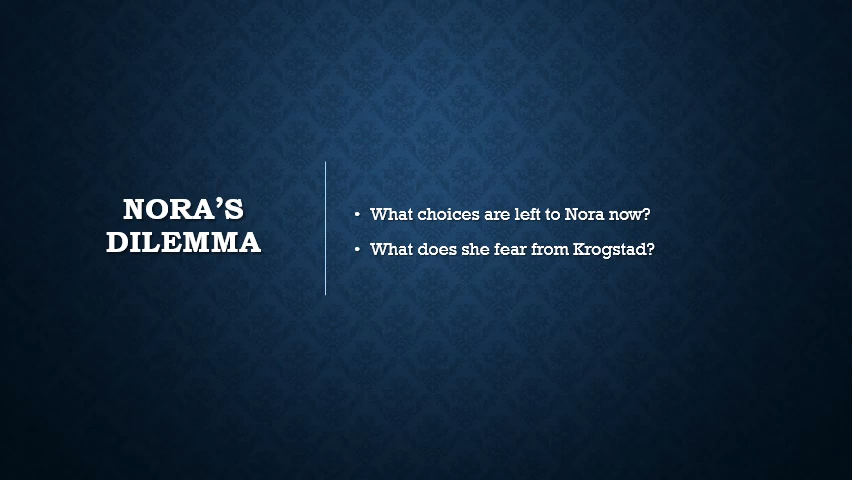 NORA'S
DILEMMA
• What choices are left to Nora now?
• What does she fear from Krogstad?